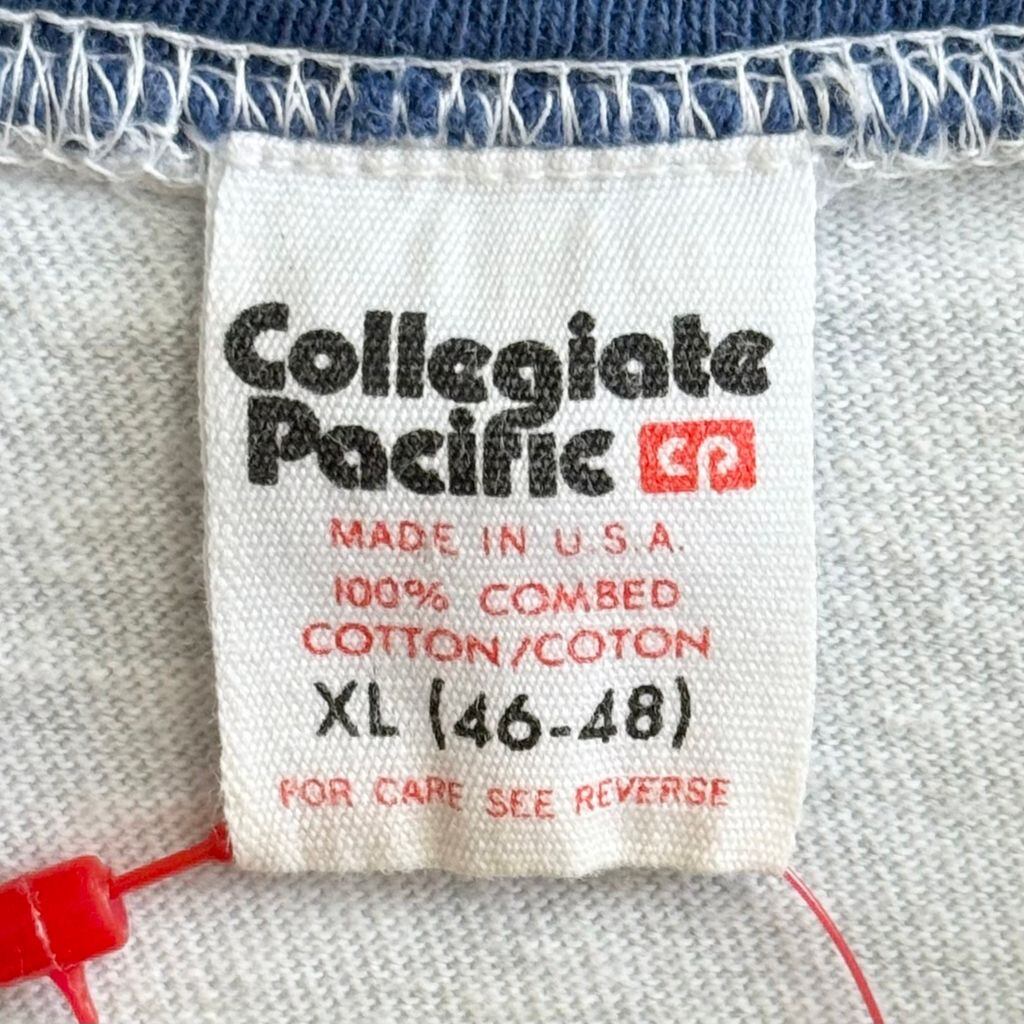 Collegiate
Pacific CP
MADE IN U.S.A.
100% COMBED
COTTON/COTON
XL (46-48)
FOR CARE SEE REVERSE